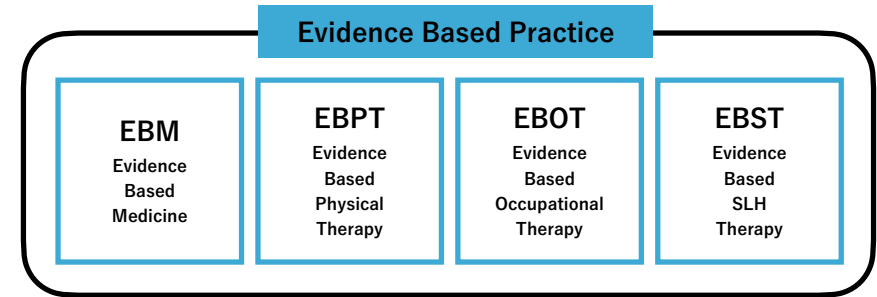 Evidence Based Practice
EBM
Evidence
Based
Medicine
EBPT
Evidence
Based
Physical
Therapy
EBOT
Evidence
Based
Occupational
Therapy
EBST
Evidence
Based
SLH
Therapy